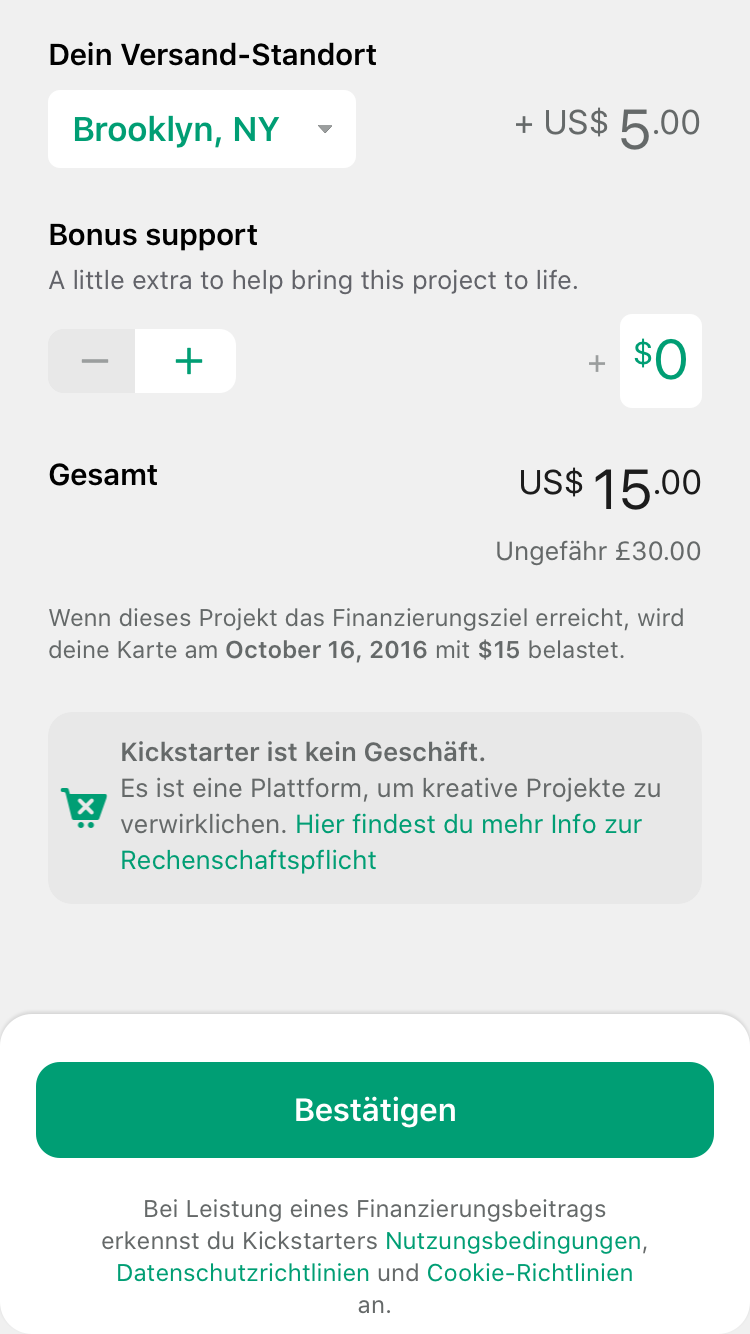 Dein Versand-Standort
Brooklyn, NY
+ US$ 5.00
Bonus support
A little extra to help bring this project to life.
− +
+ $0
Gesamt
US$ 15.00
Ungefähr £30.00
Wenn dieses Projekt das Finanzierungsziel erreicht, wird
deine Karte am October 16, 2016 mit $15 belastet.
Kickstarter ist kein Geschäft.
Es ist eine Plattform, um kreative Projekte zu
verwirklichen. Hier findest du mehr Info zur
Rechenschaftspflicht
Bestätigen
Bei Leistung eines Finanzierungsbeitrags
erkennst du Kickstarters Nutzungsbedingungen,
Datenschutzrichtlinien und Cookie-Richtlinien
an.